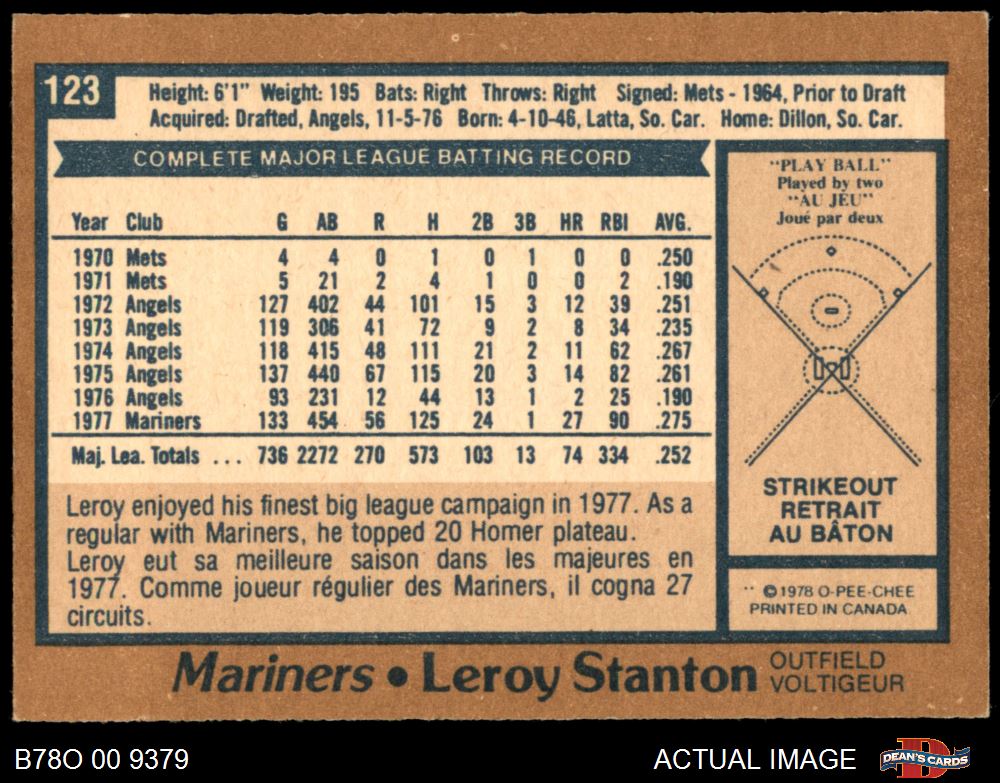 123
Height: 6'1" Weight: 195 Bats: Right Throws: Right Signed: Mets - 1964, Prior to Draft
Acquired: Drafted, Angels, 11-5-76 Born: 4-10-46, Latta, So. Car. Home: Dillon, So. Car.
COMPLETE MAJOR LEAGUE BATTING RECORD
Year Club G AB R H 2B 3B HR RBI AVG.
1970 Mets 4 4 0 1 0 1 0 0 .250
1971 Mets 5 21 2 4 1 0 0 2 .190
1972 Angels 127 402 44 101 15 3 12 39 .251
1973 Angels 119 306 41 72 9 2 8 34 .235
1974 Angels 118 415 48 111 21 2 11 62 .267
1975 Angels 137 440 67 115 20 3 14 82 .261
1976 Angels 93 231 12 44 13 1 2 25 .190
1977 Mariners 133 454 56 125 24 1 27 90 .275
Maj. Lea. Totals ... 736 2272 270 573 103 13 74 334 .252
Leroy enjoyed his finest big league campaign in 1977. As a
regular with Mariners, he topped 20 Homer plateau.
Leroy eut sa meilleure saison dans les majeures en
1977. Comme joueur régulier des Mariners, il cogna 27
circuits.
"PLAY BALL"
Played by two
"AU JEU"
Joué par deux
STRIKEOUT
RETRAIT
AU BÂTON
©1978 O-PEE-CHEE
PRINTED IN CANADA
Mariners • Leroy Stanton OUTFIELD
VOLTIGEUR
B78O 00 9379
ACTUAL IMAGE
DEAN'S CARDS